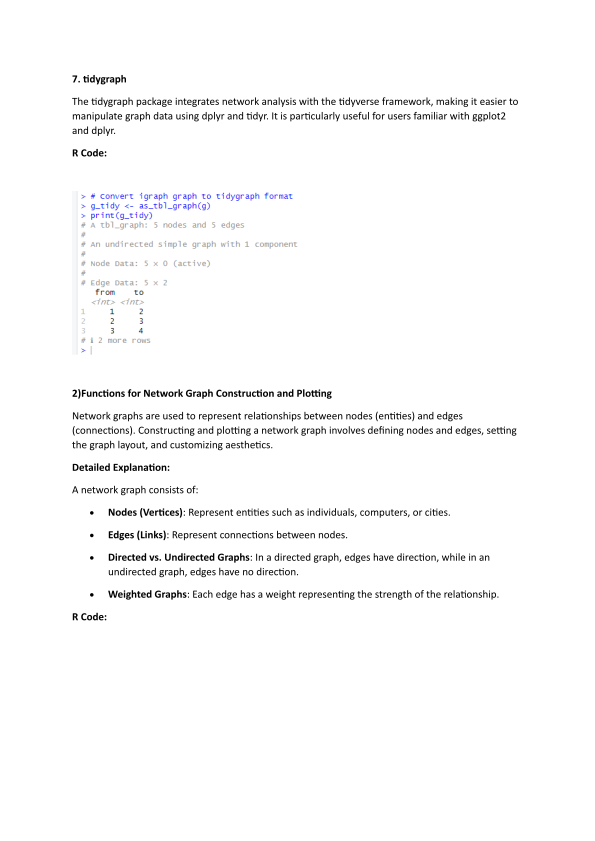 7. tidygraph
The tidygraph package integrates network analysis with the tidyverse framework, making it easier to
manipulate graph data using dplyr and tidyr. It is particularly useful for users familiar with ggplot2
and dplyr.
R Code:
> # Convert igraph graph to tidygraph format
> g_tidy <- as_tbl_graph(g)
> print(g_tidy)
# A tbl_graph: 5 nodes and 5 edges
#
# An undirected simple graph with 1 component
#
# Node Data: 5 × 0 (active)
#
# Edge Data: 5 × 2
from to
<int> <int>
1 1 2
2 2 3
3 3 4
# ℹ 2 more rows
>
2)Functions for Network Graph Construction and Plotting
Network graphs are used to represent relationships between nodes (entities) and edges
(connections). Constructing and plotting a network graph involves defining nodes and edges, setting
the graph layout, and customizing aesthetics.
Detailed Explanation:
A network graph consists of:
• Nodes (Vertices): Represent entities such as individuals, computers, or cities.
• Edges (Links): Represent connections between nodes.
• Directed vs. Undirected Graphs: In a directed graph, edges have direction, while in an
undirected graph, edges have no direction.
• Weighted Graphs: Each edge has a weight representing the strength of the relationship.
R Code: